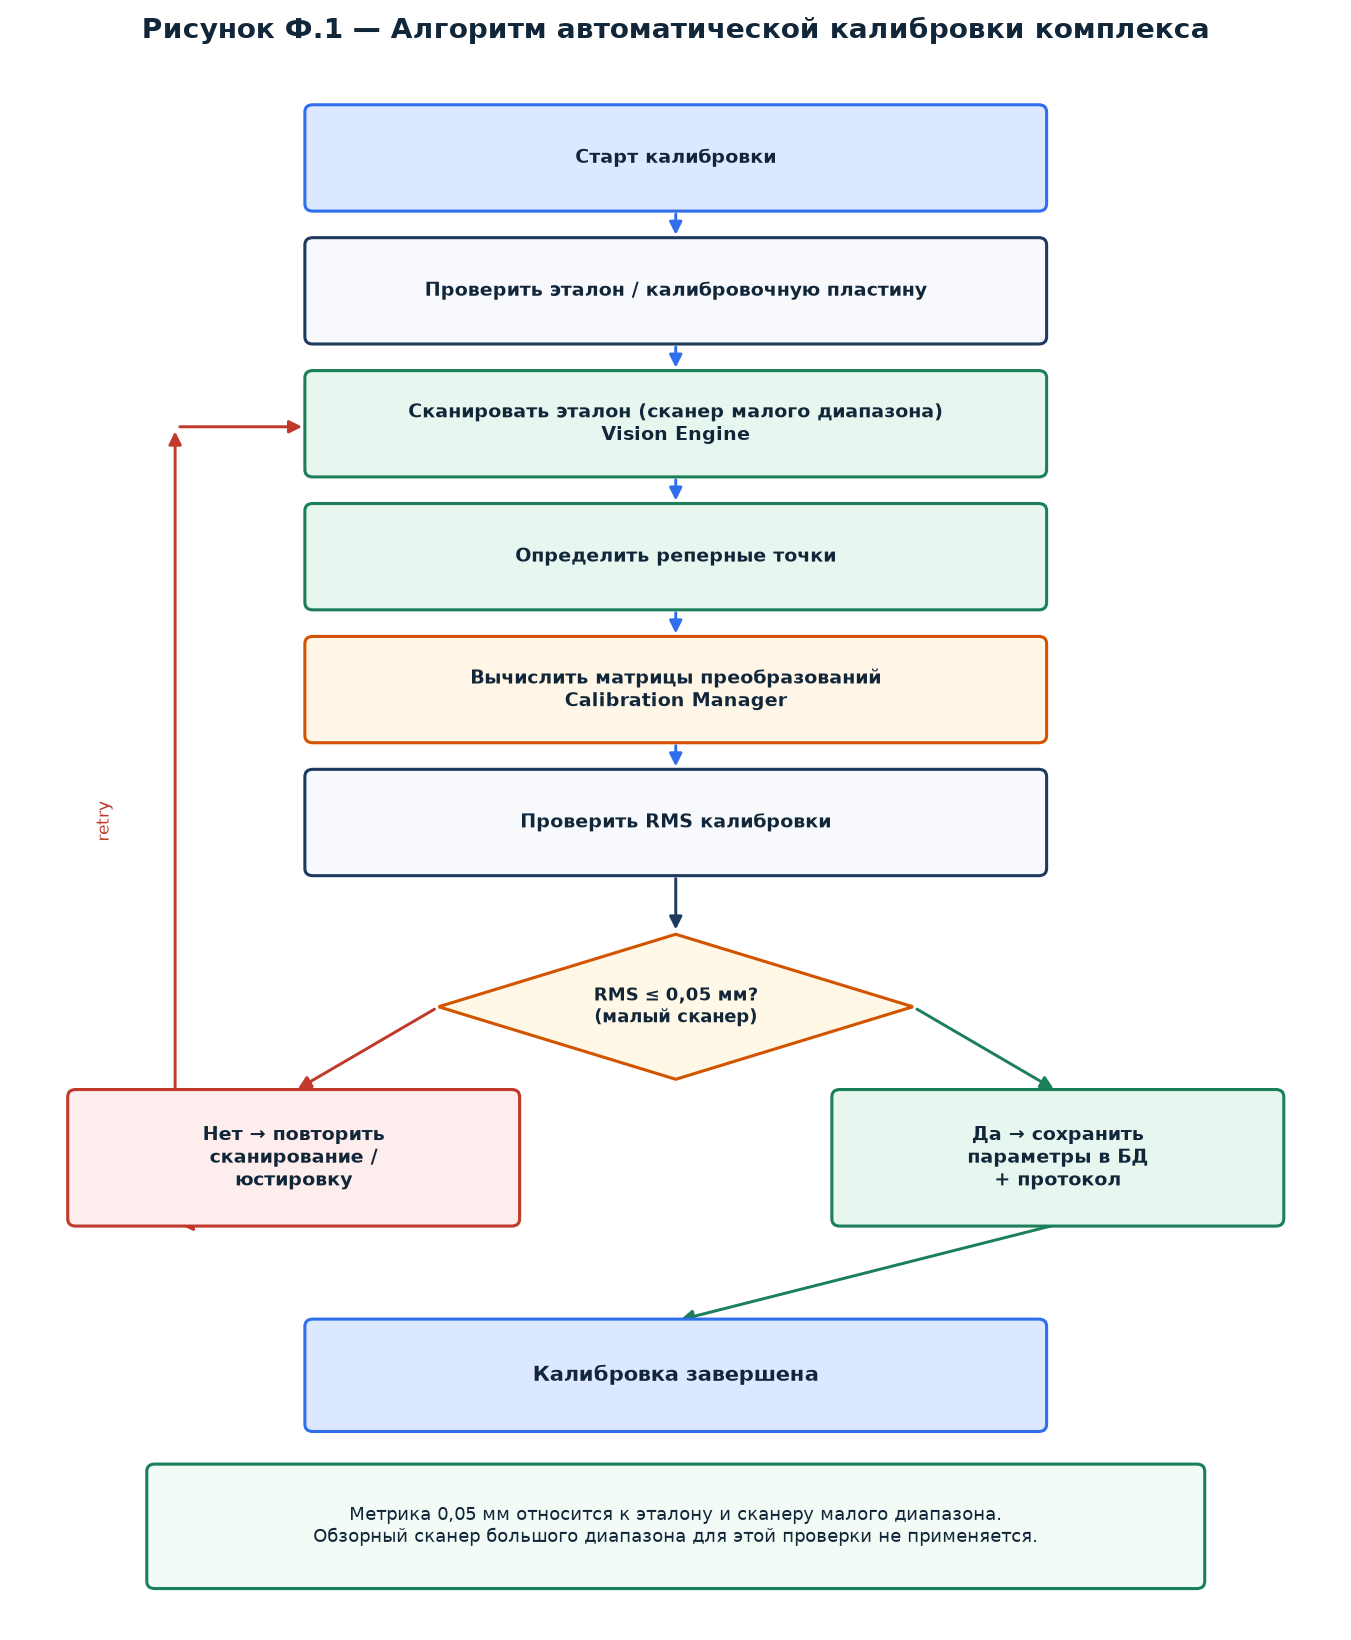 Рисунок Ф.1 — Алгоритм автоматической калибровки комплекса
Старт калибровки
Проверить эталон / калибровочную пластину
Сканировать эталон (сканер малого диапазона)
Vision Engine
Определить реперные точки
Вычислить матрицы преобразований
Calibration Manager
Проверить RMS калибровки
retry
RMS ≤ 0,05 мм?
(малый сканер)
Нет → повторить
сканирование /
юстировку
Да → сохранить
параметры в БД
+ протокол
Калибровка завершена
Метрика 0,05 мм относится к эталону и сканеру малого диапазона.
Обзорный сканер большого диапазона для этой проверки не применяется.